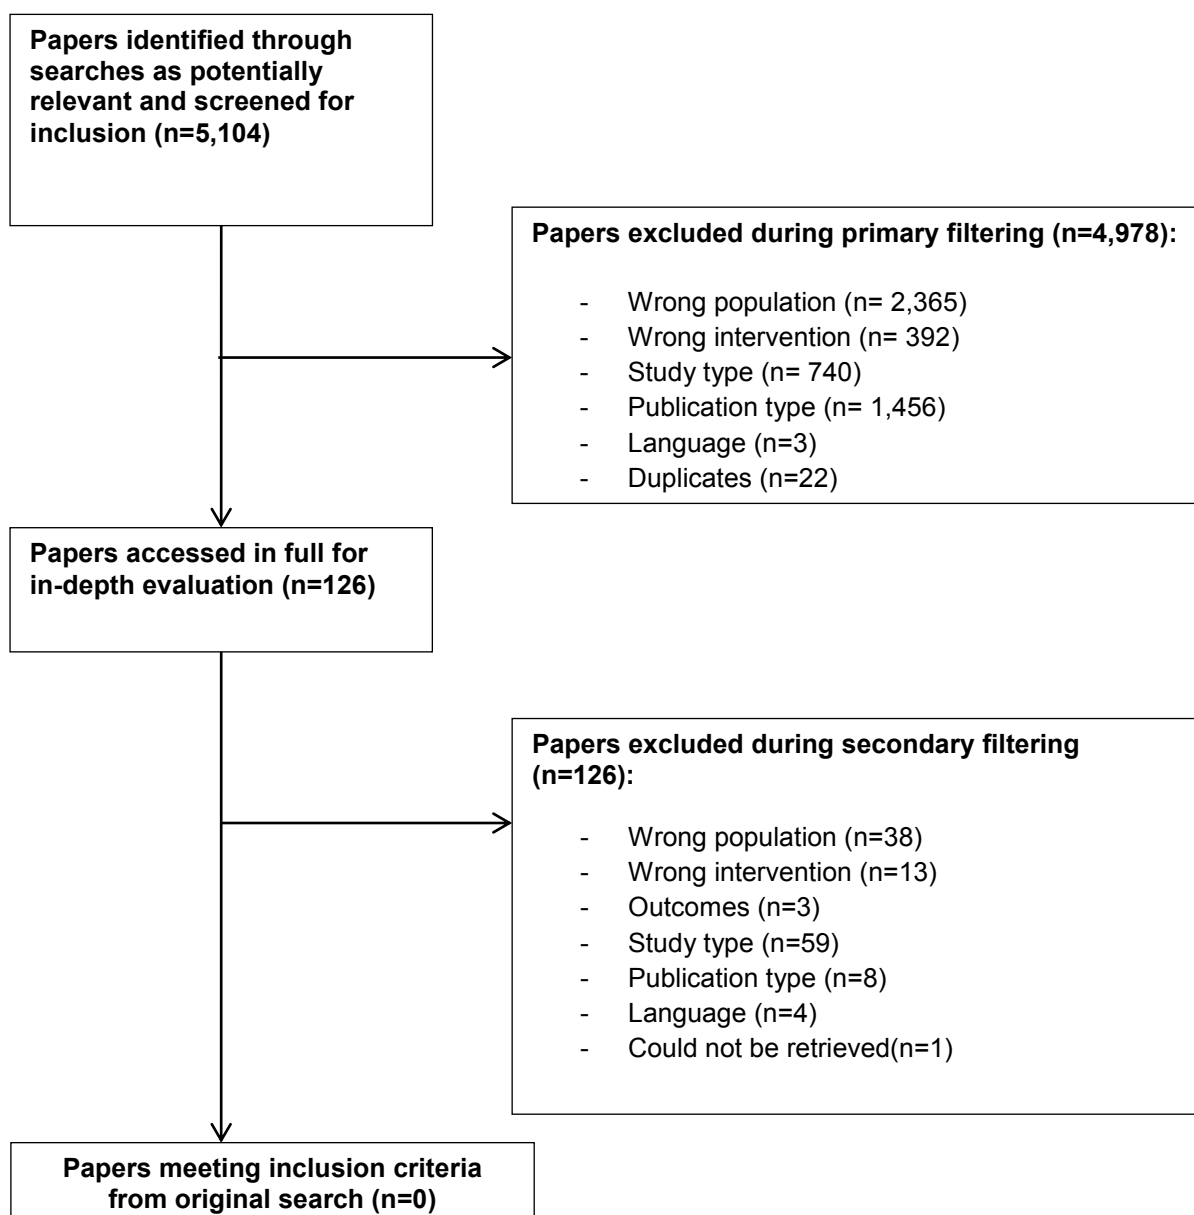 Papers identified through
searches as potentially
relevant and screened for
inclusion (n=5,104)
Papers excluded during primary filtering (n=4,978):
- Wrong population (n= 2,365)
- Wrong intervention (n= 392)
- Study type (n= 740)
- Publication type (n= 1,456)
- Language (n=3)
- Duplicates (n=22)
Papers accessed in full for
in-depth evaluation (n=126)
Papers excluded during secondary filtering
(n=126):
- Wrong population (n=38)
- Wrong intervention (n=13)
- Outcomes (n=3)
- Study type (n=59)
- Publication type (n=8)
- Language (n=4)
- Could not be retrieved(n=1)
Papers meeting inclusion criteria
from original search (n=0)